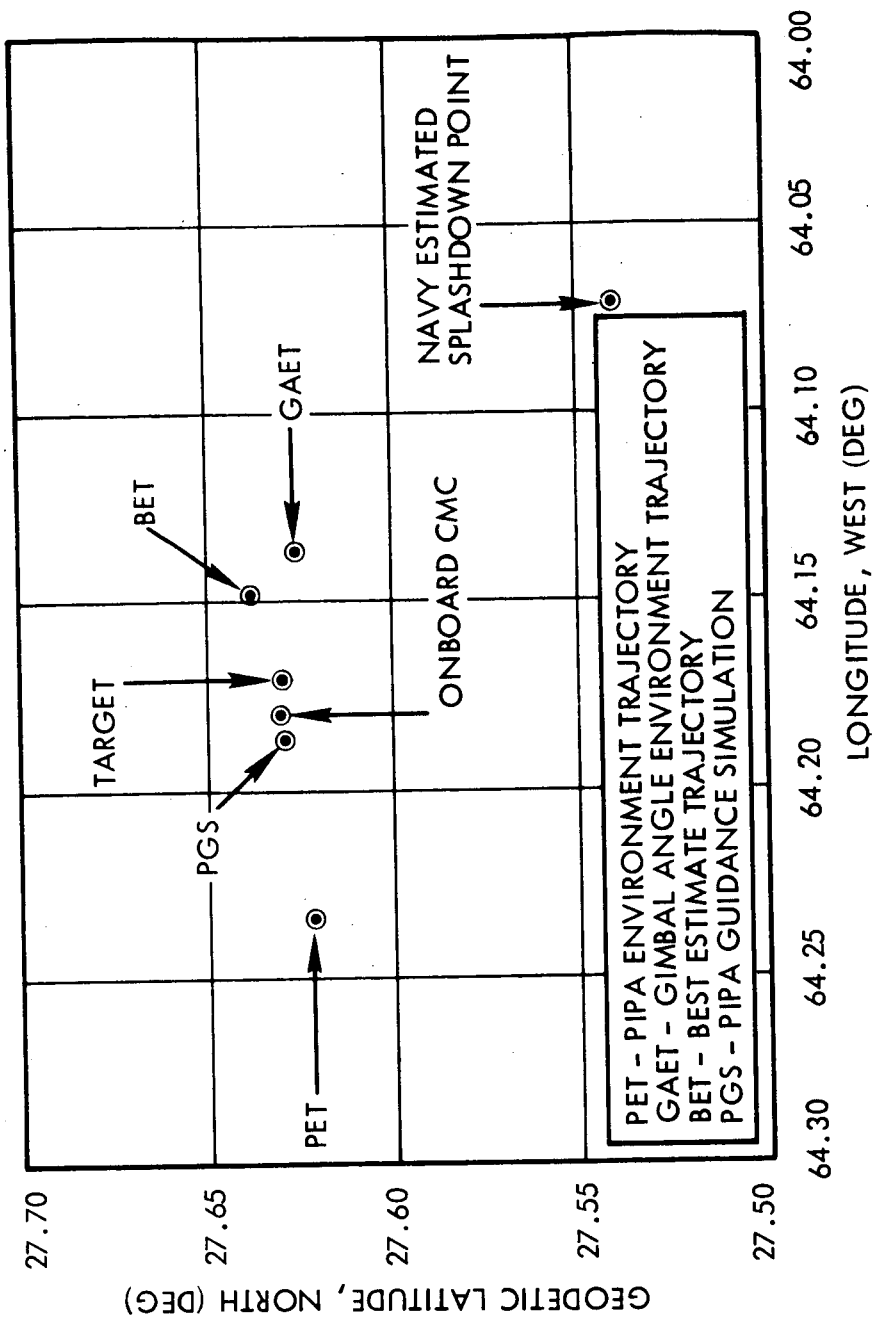 27.70
27.65
27.60
27.55
27.50
GEODETIC LATITUDE, NORTH (DEG)
64.30
64.25
64.20
64.15
64.10
64.05
64.00
LONGITUDE, WEST (DEG)
PET
PGS
TARGET
ONBOARD CMC
BET
GAET
NAVY ESTIMATED
SPLASHDOWN POINT
PET - PIPA ENVIRONMENT TRAJECTORY
GAET - GIMBAL ANGLE ENVIRONMENT TRAJECTORY
BET - BEST ESTIMATE TRAJECTORY
PGS - PIPA GUIDANCE SIMULATION